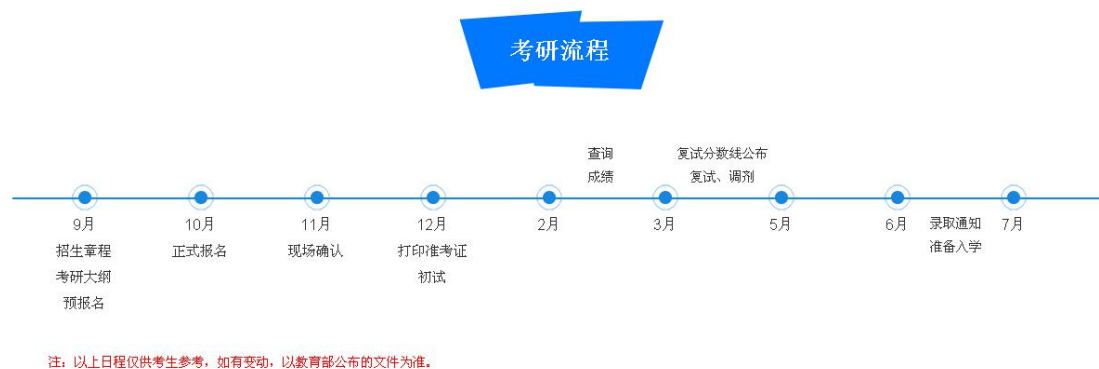 考研流程
查询
成绩
复试分数线公布
复试、调剂
9月
招生章程
考研大纲
预报名
10月
正式报名
11月
现场确认
12月
打印准考证
初试
2月
3月
5月
6月
录取通知
准备入学
7月
注：以上日程仅供考生参考，如有变动，以教育部公布的文件为准。